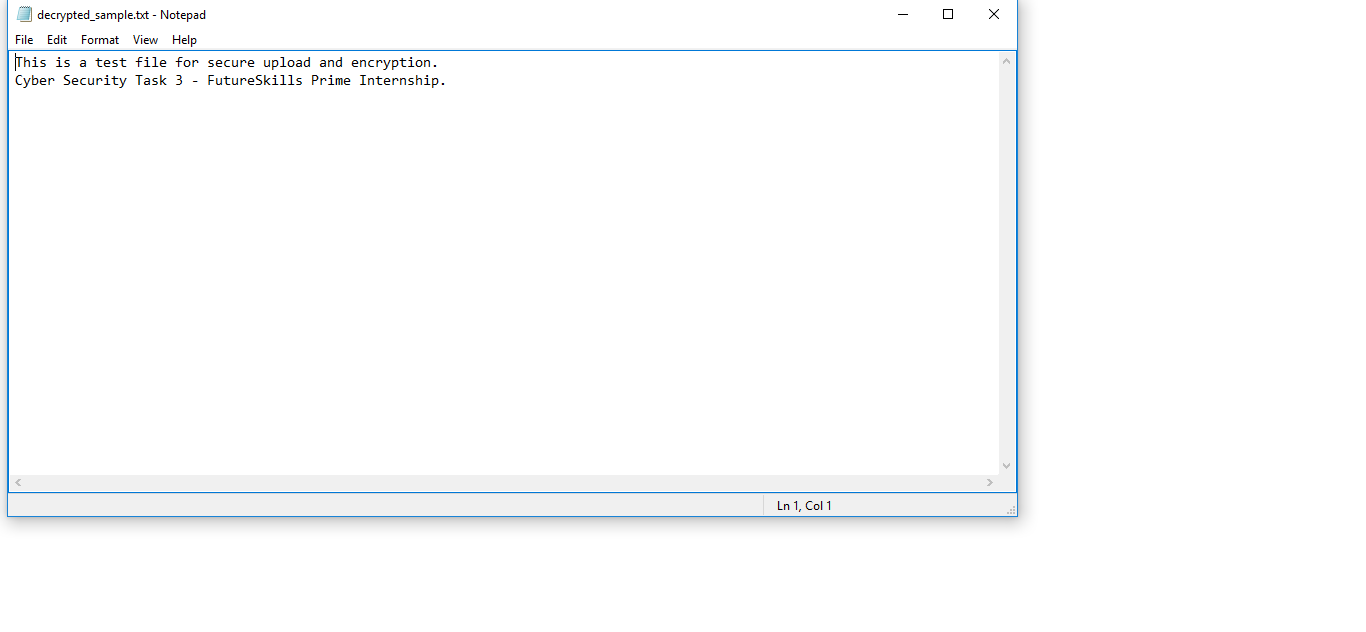 decrypted_sample.txt - Notepad
File Edit Format View Help
This is a test file for secure upload and encryption.
Cyber Security Task 3 - FutureSkills Prime Internship.
Ln 1, Col 1